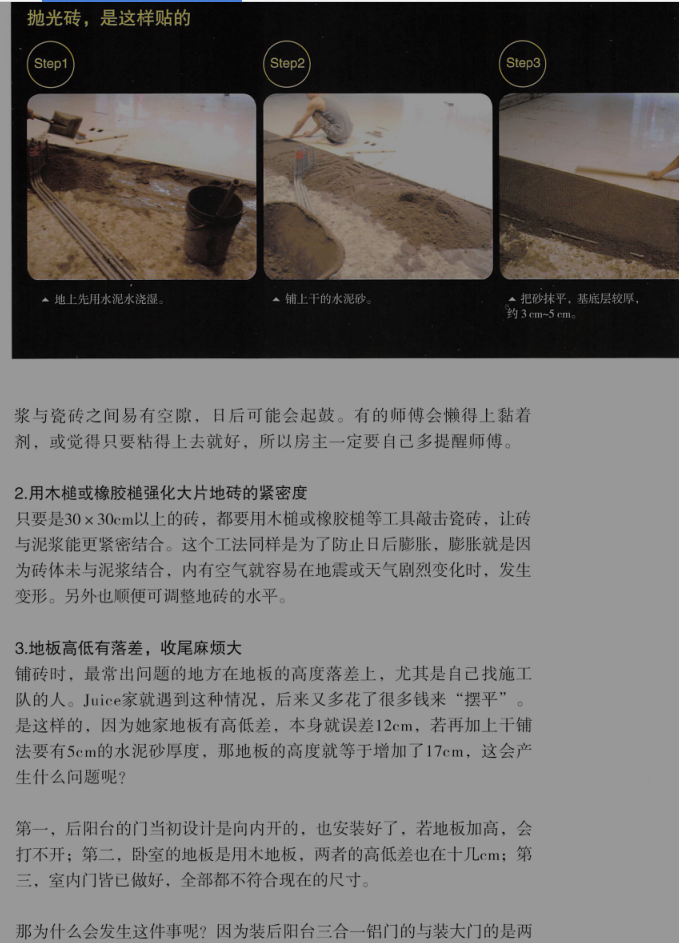 抛光砖，是这样贴的
Step1
Step2
Step3
▲ 地上先用水泥水浇湿。
▲ 铺上干的水泥砂。
▲ 把砂抹平，基底层较厚，
约 3 cm~5 cm。
浆与瓷砖之间易有空隙，日后可能会起鼓。有的师傅会懒得上黏着
剂，或觉得只要粘得上去就好，所以房主一定要自己多提醒师傅。
2.用木槌或橡胶槌强化大片地砖的紧密度
只要是30×30cm以上的砖，都要用木槌或橡胶槌等工具敲击瓷砖，让砖
与泥浆能更紧密结合。这个工法同样是为了防止日后膨胀，膨胀就是因
为砖体未与泥浆结合，内有空气就容易在地震或天气剧烈变化时，发生
变形。另外也顺便可调整地砖的水平。
3.地板高低有落差，收尾麻烦大
铺砖时，最常出问题的地方在地板的高度落差上，尤其是自己找施工
队的人。Juice家就遇到这种情况，后来又多花了很多钱来“摆平”。
是这样的，因为她家地板有高低差，本身就误差12cm，若再加上干铺
法要有5cm的水泥砂厚度，那地板的高度就等于增加了17cm，这会产
生什么问题呢？
第一，后阳台的门当初设计是向内开的，也安装好了，若地板加高，会
打不开；第二，卧室的地板是用木地板，两者的高低差也在十几cm；第
三，室内门皆已做好，全部都不符合现在的尺寸。
那为什么会发生这件事呢？因为装后阳台三合一铝门的与装大门的是两